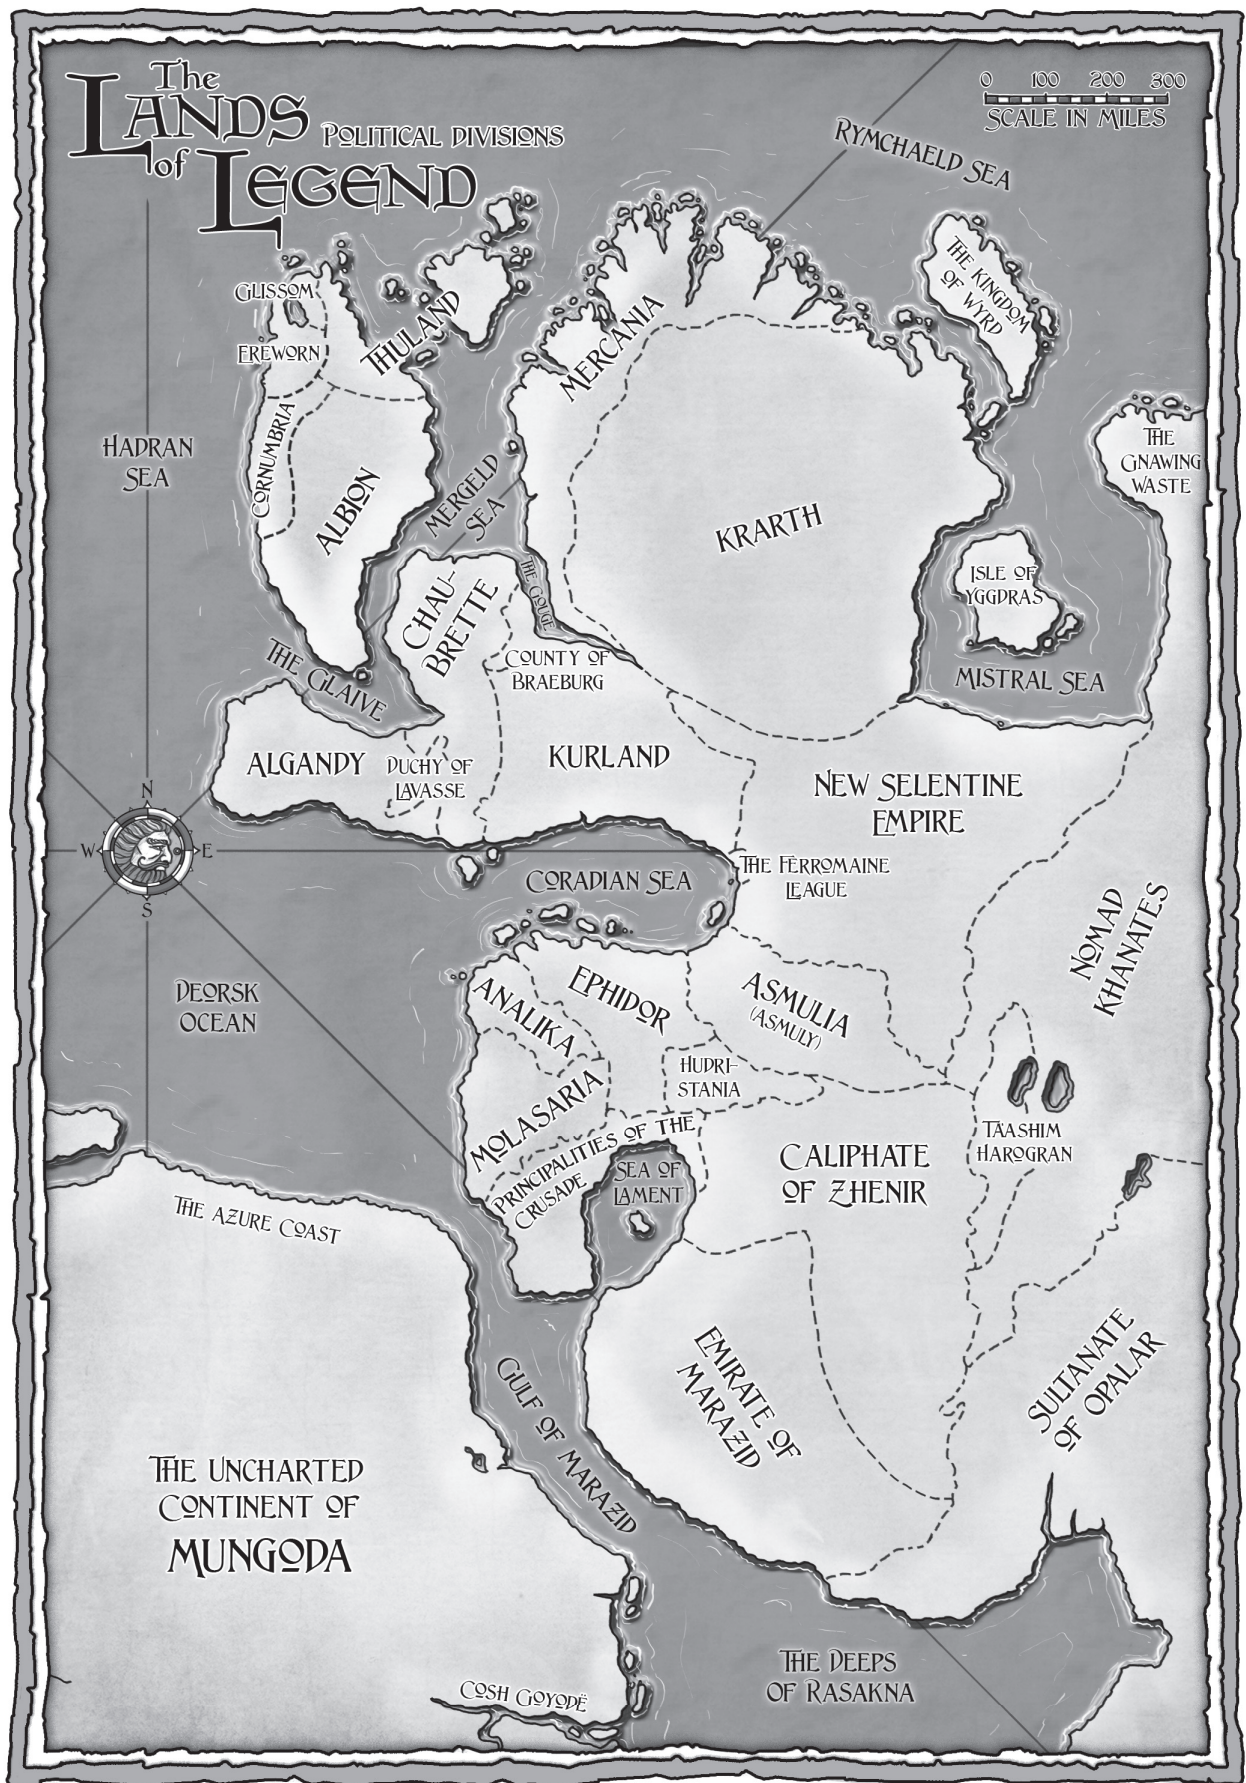 The
LANDS
of LEGEND
POLITICAL DIVISIONS
0 100 200 300
SCALE IN MILES
RYMCHAELD SEA
THE KINGDOM
OF WYRD
GLISSOM
EREWORN
THULAND
MERCANIA
CORNUMBRIA
ALBION
HADRAN
SEA
MERGELD
SEA
KRARTH
THE
GNAWING
WASTE
ISLE OF
YGGDRAS
MISTRAL SEA
CHAU-
BRETTE
THE GOUGE
COUNTY OF
BRAEBURG
THE GLAIVE
ALGANDY
DUCHY OF
LAVASSE
KURLAND
NEW SELENTINE
EMPIRE
N
W
E
S
THE FERROMAINE
LEAGUE
CORADIAN SEA
NOMAD
KHANATES
DEORSK
OCEAN
ANALIKA
EPHIDOR
ASMULIA
(ASMULY)
HUDRI-
STANIA
MOLASARIA
PRINCIPALITIES OF THE
CRUSADE
SEA OF
LAMENT
CALIPHATE
OF ZHENIR
TA'ASHIM
HAROGRAN
THE AZURE COAST
EMIRATE OF
MARAZID
SULTANATE
OF OPALAR
GULF OF MARAZID
THE UNCHARTED
CONTINENT OF
MUNGODA
THE DEEPS
OF RASAKNA
COSH GOYODË